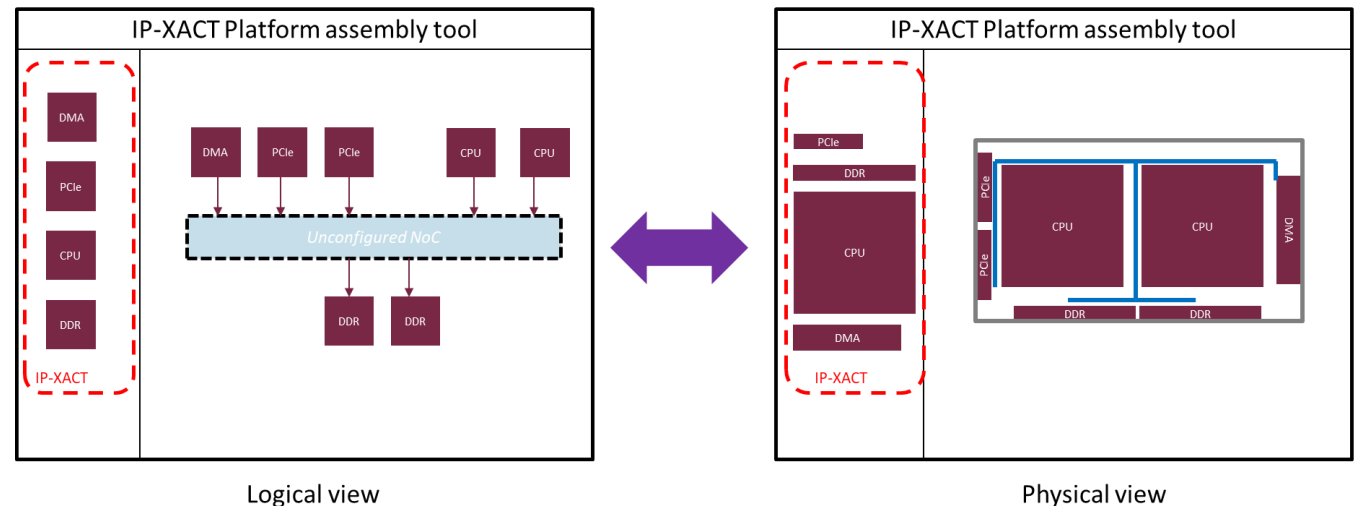 IP-XACT Platform assembly tool
DMA
PCIe
CPU
DDR
IP-XACT
DMA
PCIe
PCIe
CPU
CPU
Unconfigured NoC
DDR
DDR
Logical view
IP-XACT Platform assembly tool
PCIe
DDR
CPU
DMA
IP-XACT
PCIe
PCIe
CPU
CPU
DMA
DDR
DDR
Physical view